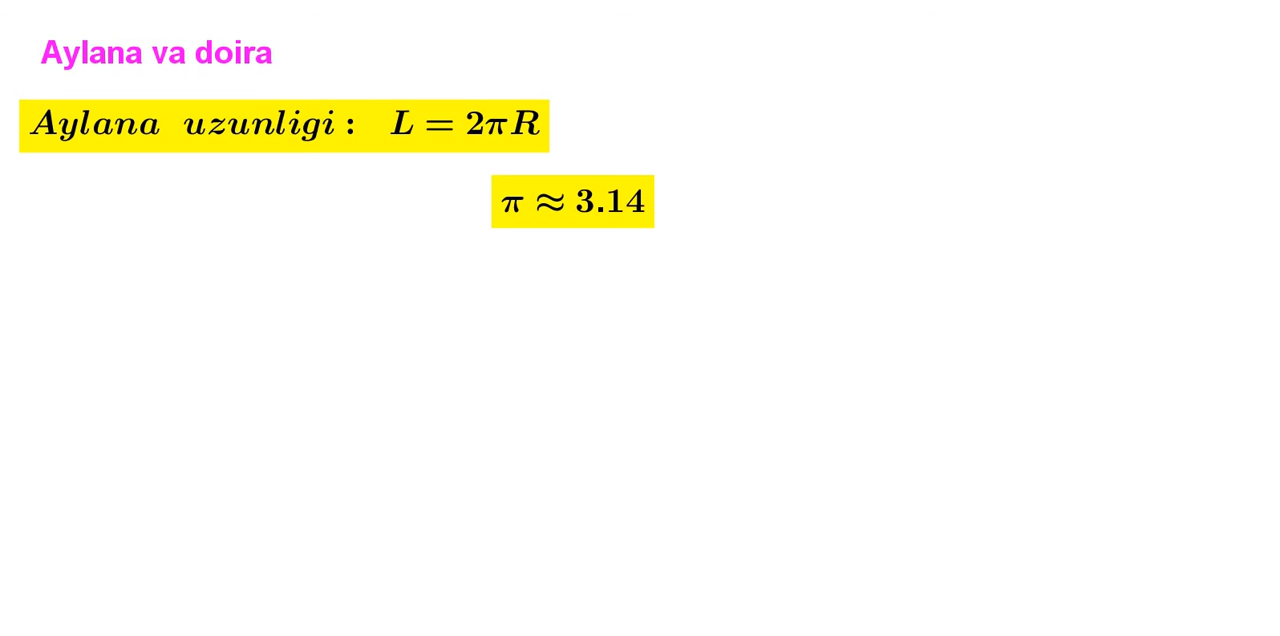 Aylana va doira
Aylana uzunligi : L = 2πR
π ≈ 3.14